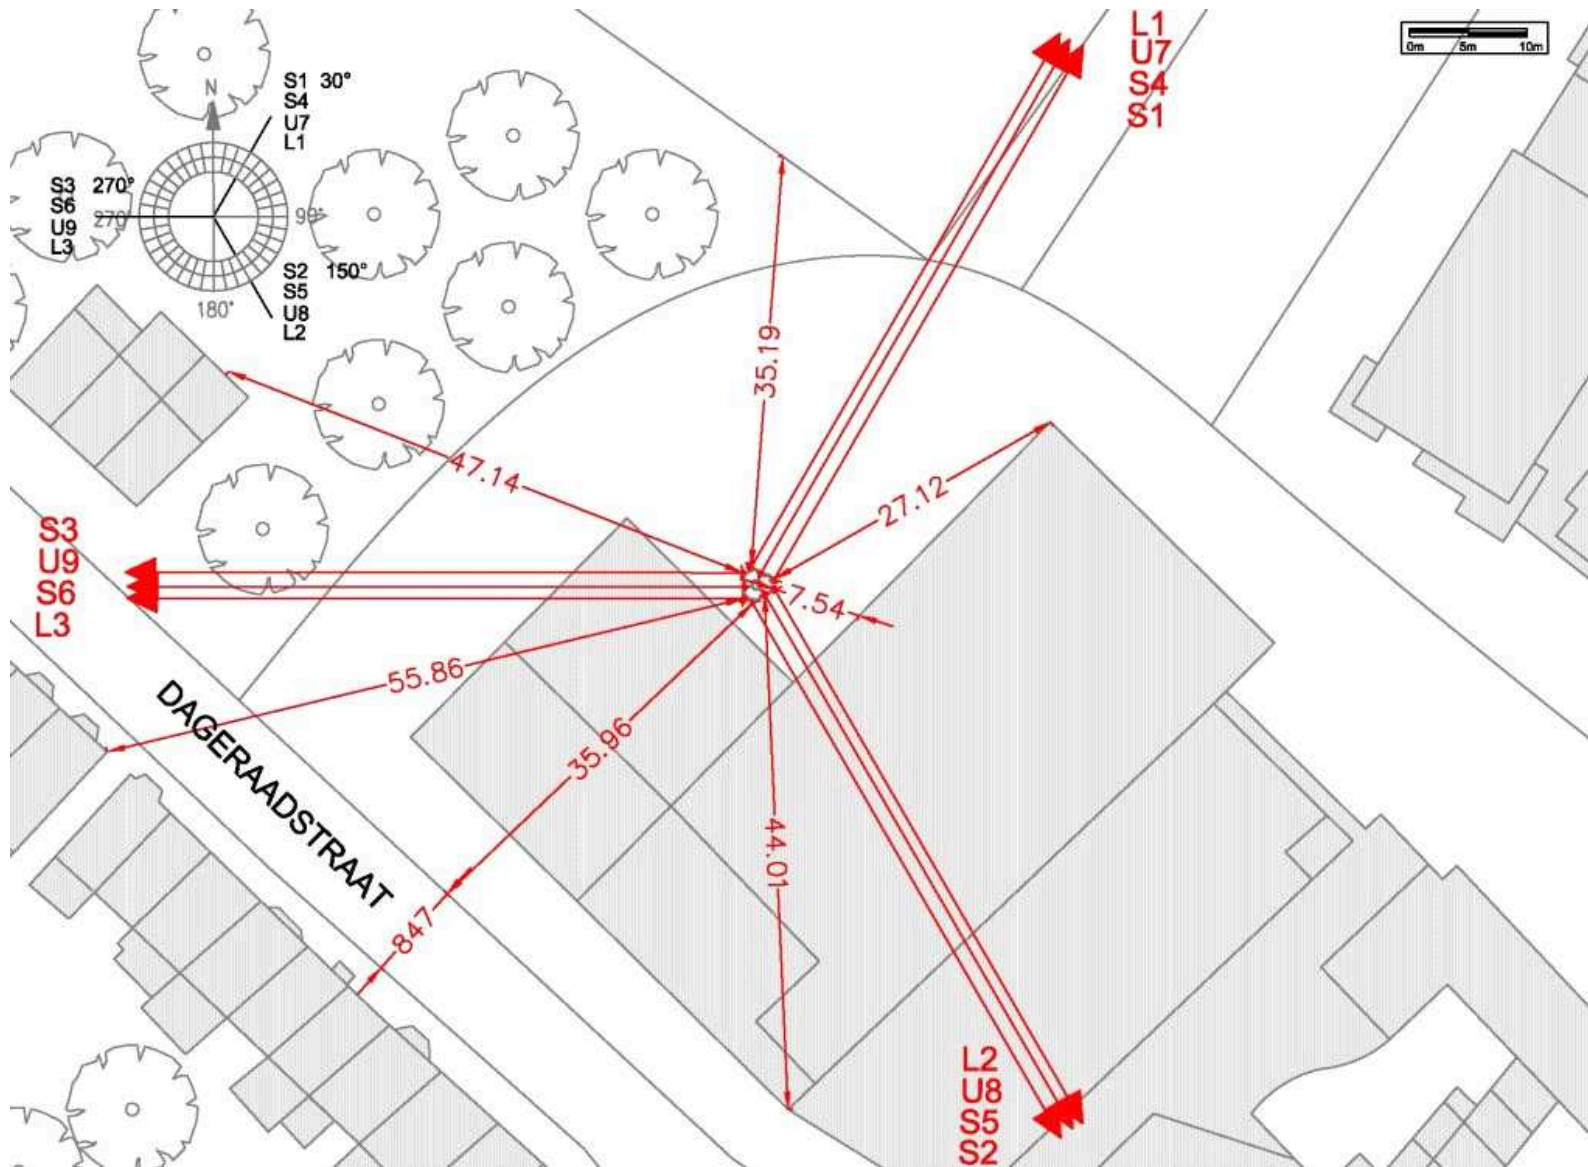 L1
U7
S4
S1
0m 5m 10m
N
S1 30°
S4
U7
L1
S3 270°
S6
U9
L3
270°
S2 150°
S5
U8
L2
180°
35.19
47.14
27.12
7.54
S3
U9
S6
L3
55.86
35.96
44.01
847
DAGERAADSTRAAT
L2
U8
S5
S2